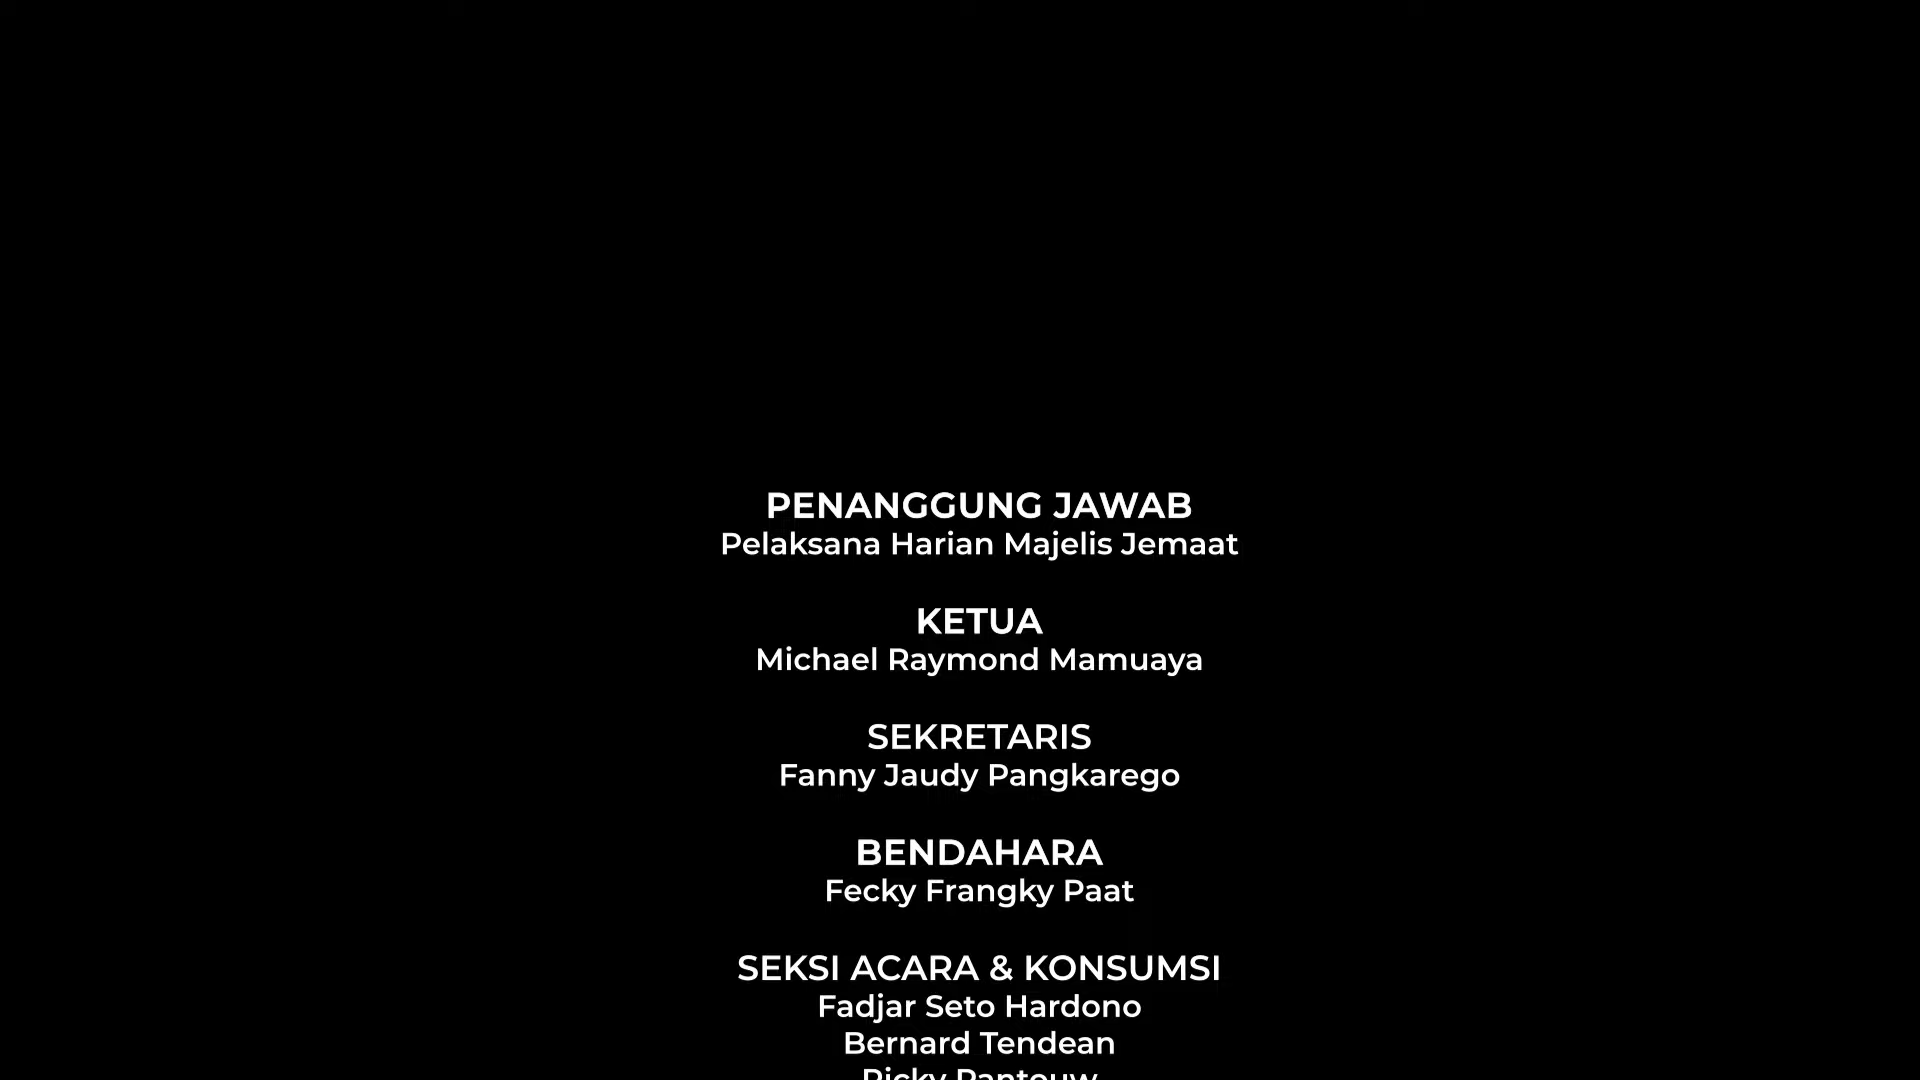 PENANGGUNG JAWAB
Pelaksana Harian Majelis Jemaat
KETUA
Michael Raymond Mamuaya
SEKRETARIS
Fanny Jaudy Pangkarego
BENDAHARA
Fecky Frangky Paat
SEKSI ACARA & KONSUMSI
Fadjar Seto Hardono
Bernard Tendean